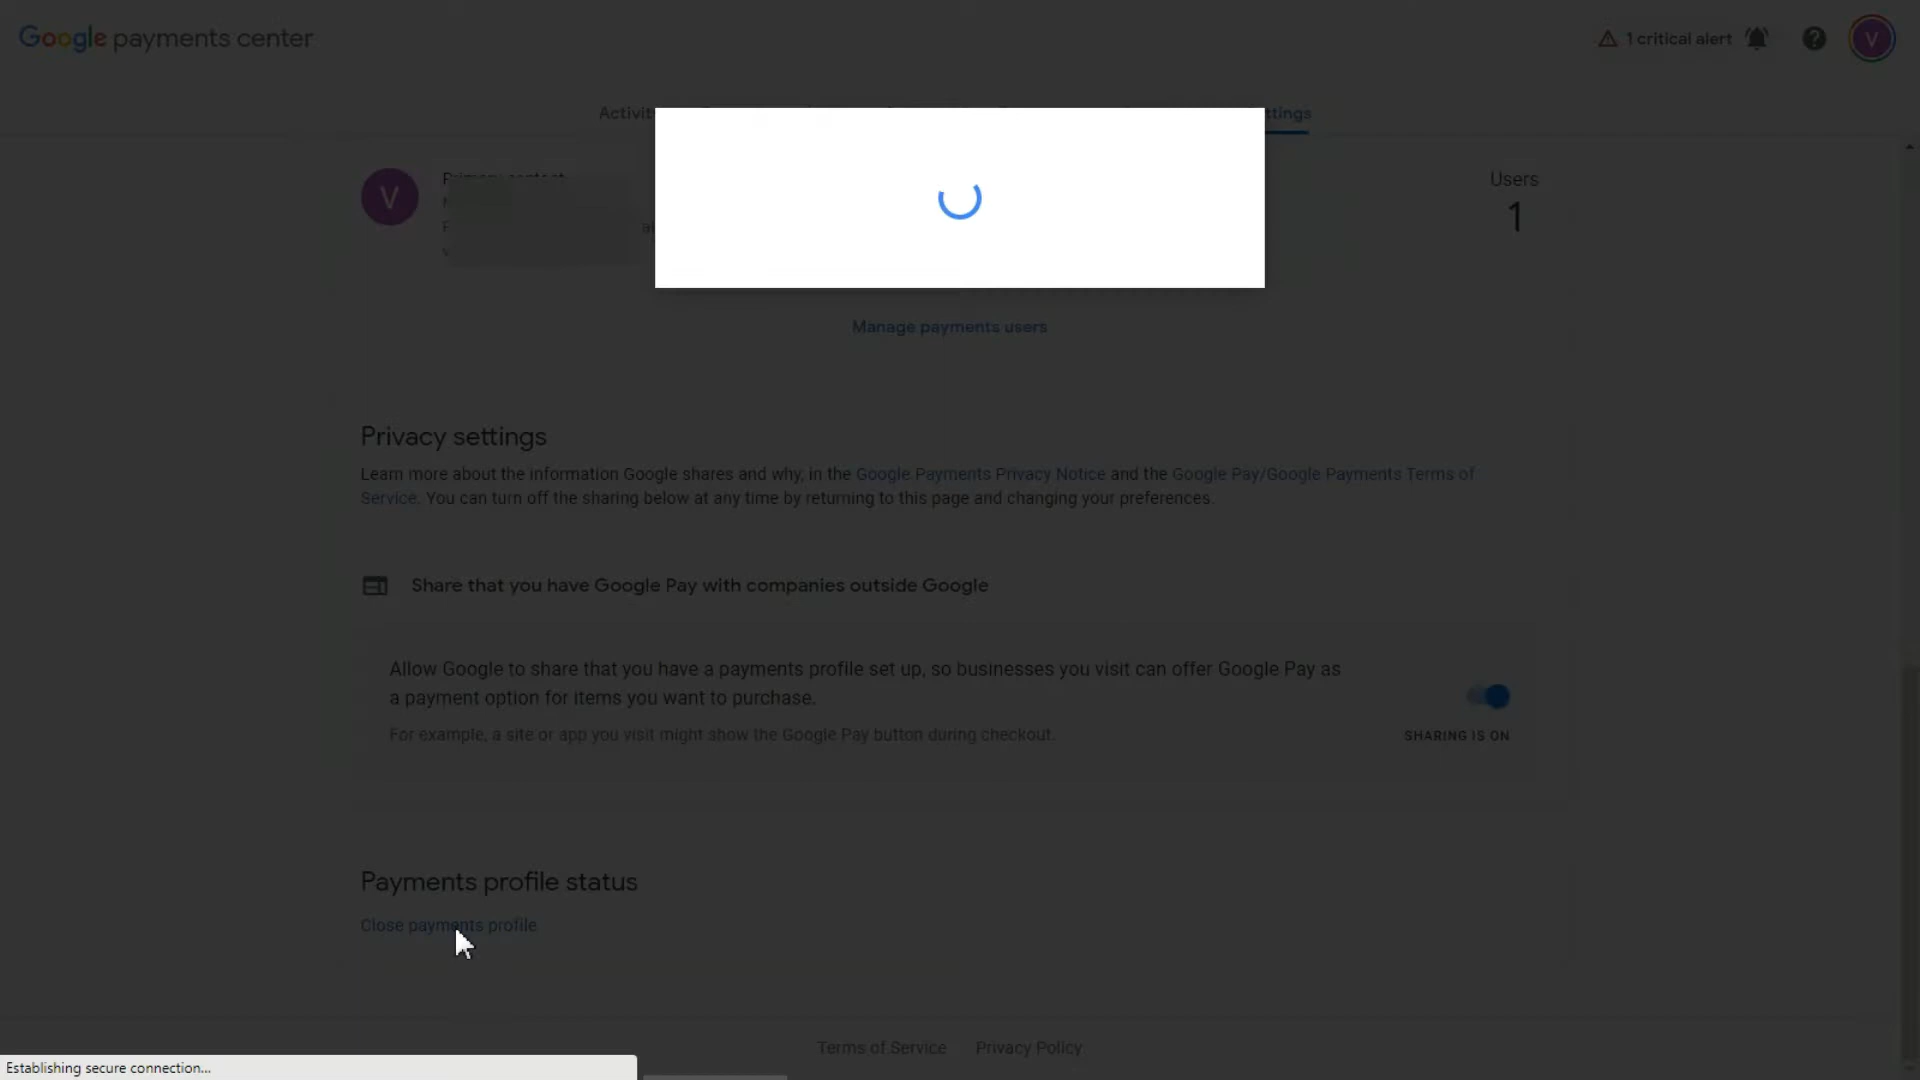 Google payments center
1 critical alert
V
Activit
ttings
V
Primary contact
Users
1
Manage payments users
Privacy settings
Learn more about the information Google shares and why, in the Google Payments Privacy Notice and the Google Pay/Google Payments Terms of
Service. You can turn off the sharing below at any time by returning to this page and changing your preferences.
Share that you have Google Pay with companies outside Google
Allow Google to share that you have a payments profile set up, so businesses you visit can offer Google Pay as
a payment option for items you want to purchase.
For example, a site or app you visit might show the Google Pay button during checkout.
SHARING IS ON
Payments profile status
Close payments profile
Terms of Service
Privacy Policy
Establishing secure connection...